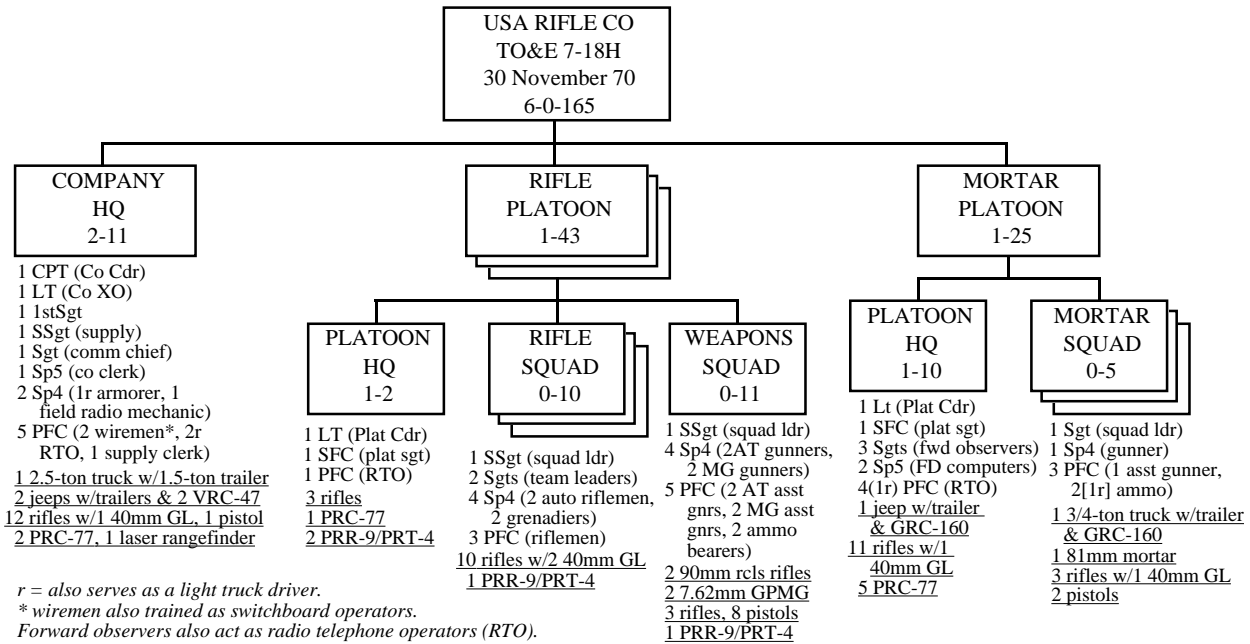 USA RIFLE CO
TO&E 7-18H
30 November 70
6-0-165
COMPANY
HQ
2-11
1 CPT (Co Cdr)
1 LT (Co XO)
1 1stSgt
1 SSgt (supply)
1 Sgt (comm chief)
1 Sp5 (co clerk)
2 Sp4 (1r armorer, 1
field radio mechanic)
5 PFC (2 wiremen*, 2r
RTO, 1 supply clerk)
1 2.5-ton truck w/1.5-ton trailer
2 jeeps w/trailers & 2 VRC-47
12 rifles w/1 40mm GL, 1 pistol
2 PRC-77, 1 laser rangefinder
RIFLE
PLATOON
1-43
PLATOON
HQ
1-2
1 LT (Plat Cdr)
1 SFC (plat sgt)
1 PFC (RTO)
3 rifles
1 PRC-77
2 PRR-9/PRT-4
RIFLE
SQUAD
0-10
1 SSgt (squad ldr)
2 Sgts (team leaders)
4 Sp4 (2 auto riflemen,
2 grenadiers)
3 PFC (riflemen)
10 rifles w/2 40mm GL
1 PRR-9/PRT-4
WEAPONS
SQUAD
0-11
1 SSgt (squad ldr)
4 Sp4 (2AT gunners,
2 MG gunners)
5 PFC (2 AT asst
gnrs, 2 MG asst
gnrs, 2 ammo
bearers)
2 90mm rcls rifles
2 7.62mm GPMG
3 rifles, 8 pistols
1 PRR-9/PRT-4
MORTAR
PLATOON
1-25
PLATOON
HQ
1-10
1 Lt (Plat Cdr)
1 SFC (plat sgt)
3 Sgts (fwd observers)
2 Sp5 (FD computers)
4(1r) PFC (RTO)
1 jeep w/trailer
& GRC-160
11 rifles w/1
40mm GL
5 PRC-77
MORTAR
SQUAD
0-5
1 Sgt (squad ldr)
1 Sp4 (gunner)
3 PFC (1 asst gunner,
2[1r] ammo)
1 3/4-ton truck w/trailer
& GRC-160
1 81mm mortar
3 rifles w/1 40mm GL
2 pistols
r = also serves as a light truck driver.
* wiremen also trained as switchboard operators.
Forward observers also act as radio telephone operators (RTO).